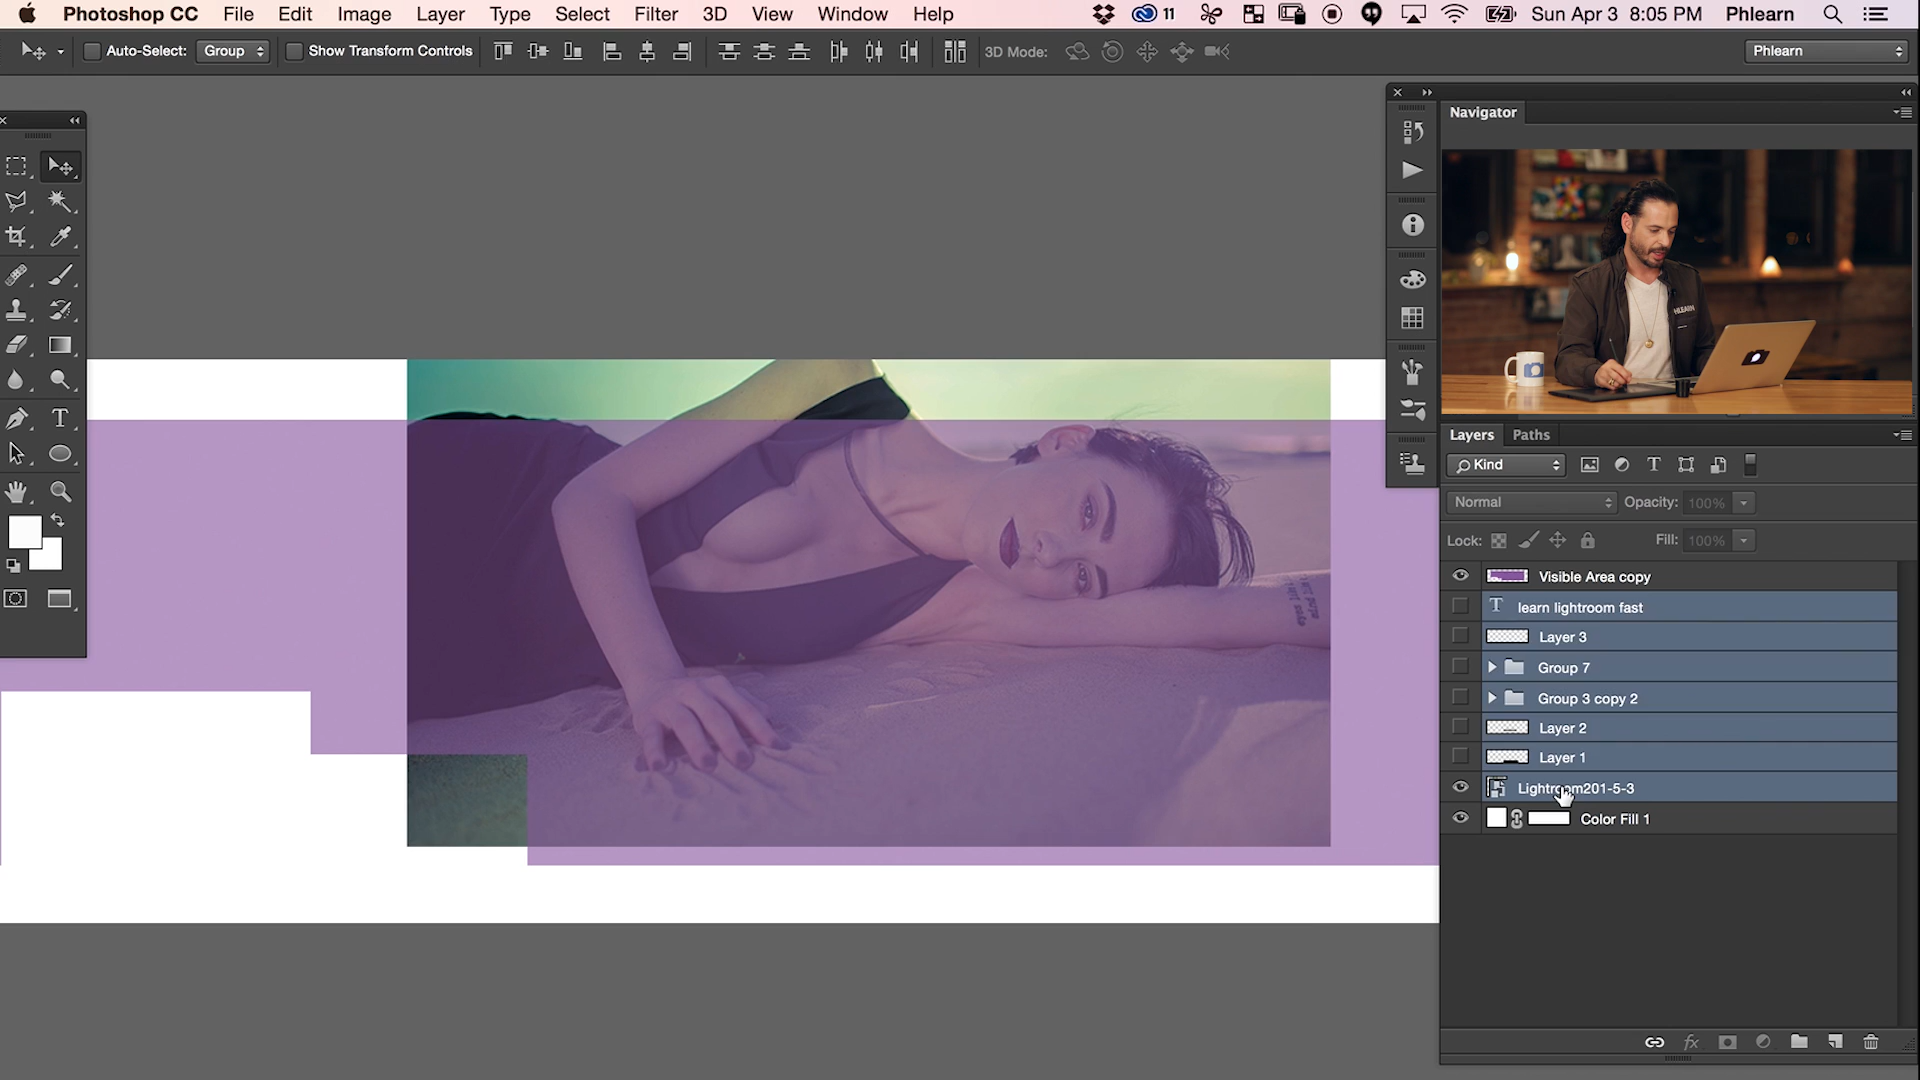 Photoshop CC File Edit Image Layer Type Select Filter 3D View Window Help 11 Sun Apr 3 8:05 PM Phlearn
Auto-Select: Group Show Transform Controls 3D Mode: Phlearn
Navigator
Layers Paths
Kind
Normal Opacity: 100%
Lock: Fill: 100%
Visible Area copy
learn lightroom fast
Layer 3
Group 7
Group 3 copy 2
Layer 2
Layer 1
Lightroom201-5-3
Color Fill 1